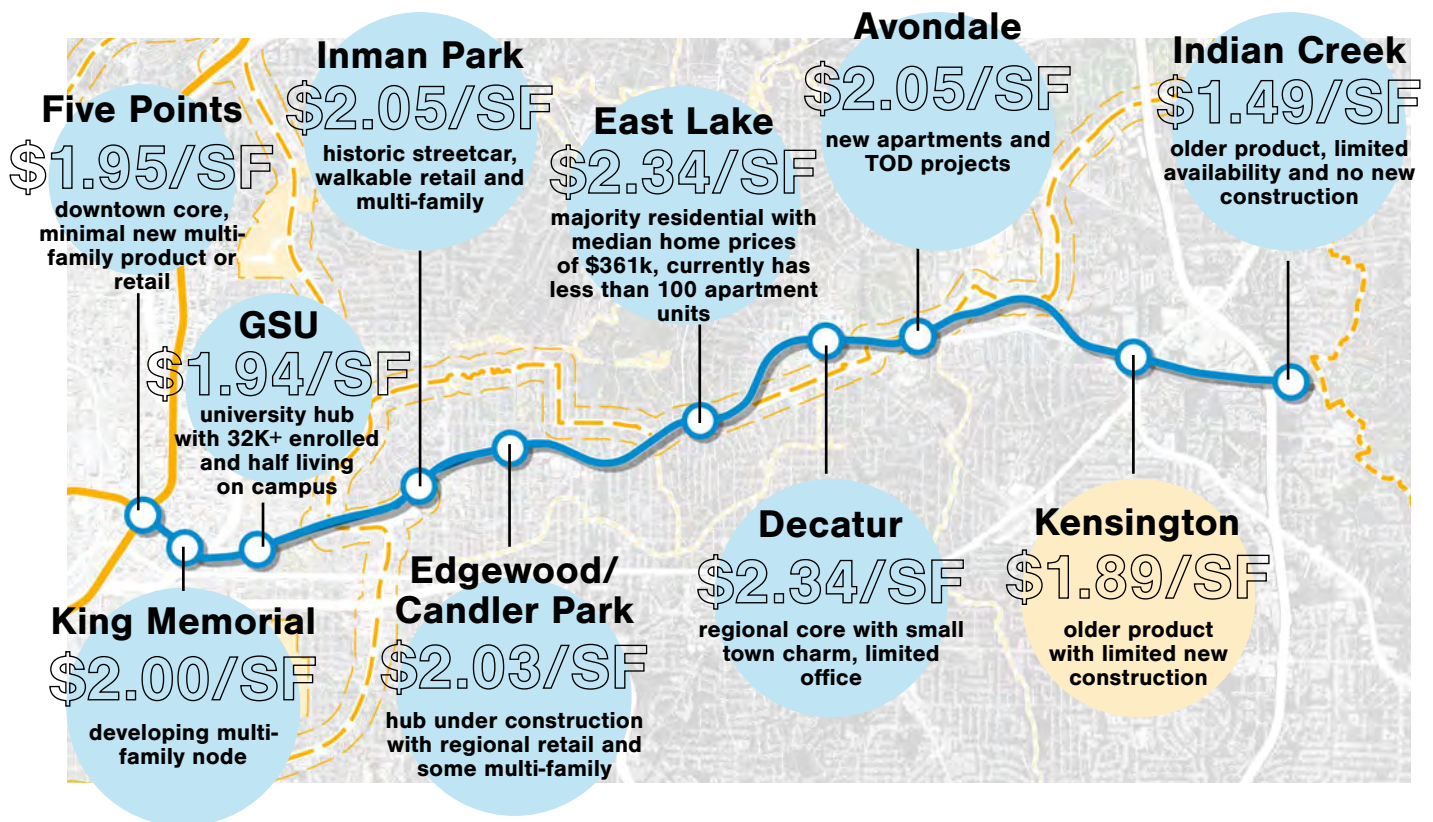 Five Points
$1.95/SF
downtown core,
minimal new multi-
family product or
retail
King Memorial
$2.00/SF
developing multi-
family node
GSU
$1.94/SF
university hub
with 32K+ enrolled
and half living
on campus
Inman Park
$2.05/SF
historic streetcar,
walkable retail and
multi-family
Edgewood/
Candler Park
$2.03/SF
hub under construction
with regional retail and
some multi-family
East Lake
$2.34/SF
majority residential with
median home prices
of $361k, currently has
less than 100 apartment
units
Decatur
$2.34/SF
regional core with small
town charm, limited
office
Avondale
$2.05/SF
new apartments and
TOD projects
Kensington
$1.89/SF
older product
with limited new
construction
Indian Creek
$1.49/SF
older product, limited
availability and no new
construction